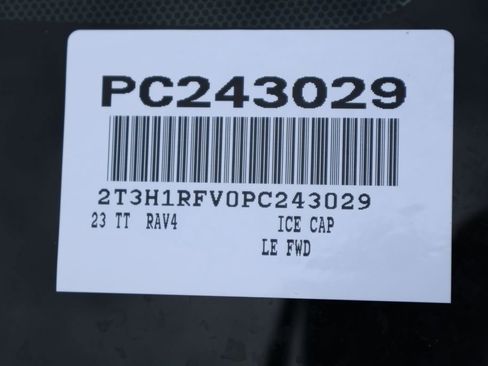 PC243029
2T3H1RFV0PC243029
23 TT RAV4 ICE CAP
LE FWD